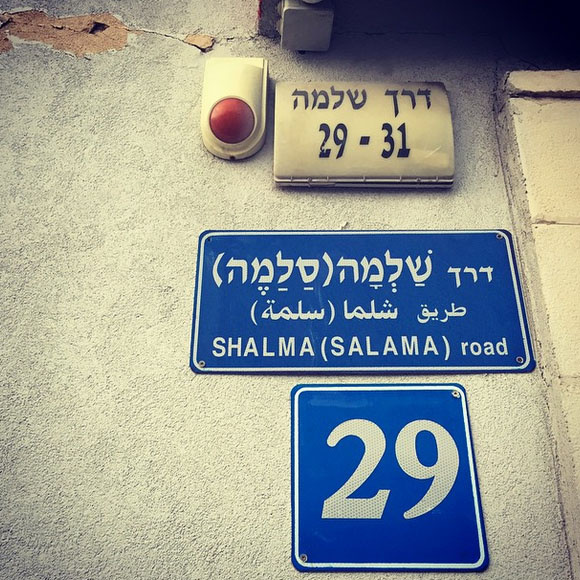 דרך שלמה
29 - 31
דרך שַׁלְמָה (סַלַמֶה)
طريق شلما (سلمة)
SHALMA (SALAMA) road
29